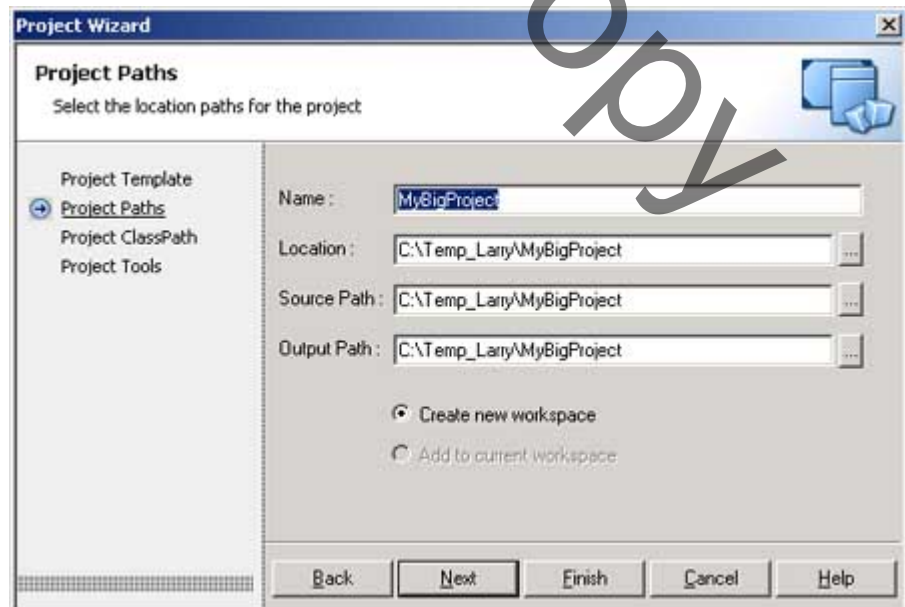 Project Wizard
Project Paths
Select the location paths for the project
Project Template
Project Paths
Project ClassPath
Project Tools
Name :
MyBigProject
Location :
C:\Temp_Larry\MyBigProject
...
Source Path :
C:\Temp_Larry\MyBigProject
...
Output Path :
C:\Temp_Larry\MyBigProject
...
Create new workspace
Add to current workspace
Back
Next
Finish
Cancel
Help
opy